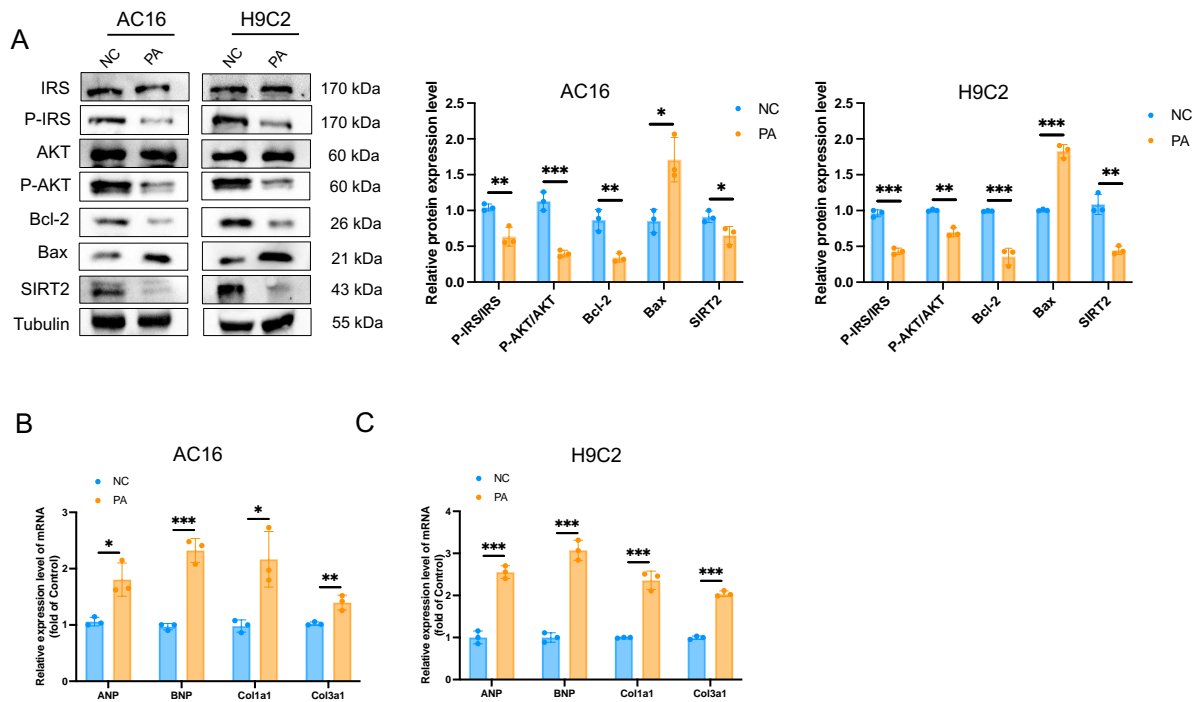 A
AC16
H9C2
NC
PA
NC
PA
IRS
170 kDa
P-IRS
170 kDa
AKT
60 kDa
P-AKT
60 kDa
Bcl-2
26 kDa
Bax
21 kDa
SIRT2
43 kDa
Tubulin
55 kDa
AC16
NC
PA
Relative protein expression level
2.5
2.0
1.5
1.0
0.5
0.0
**
***
**
*
*
P-IRS/IRS
P-AKT/AKT
Bcl-2
Bax
SIRT2
H9C2
NC
PA
Relative protein expression level
2.5
2.0
1.5
1.0
0.5
0.0
***
**
***
***
**
P-IRS/IRS
P-AKT/AKT
Bcl-2
Bax
SIRT2
B
AC16
NC
PA
Relative expression level of mRNA
(fold of Control)
3
2
1
0
*
***
*
**
ANP
BNP
Col1a1
Col3a1
C
H9C2
NC
PA
Relative expression level of mRNA
(fold of Control)
4
3
2
1
0
***
***
***
***
ANP
BNP
Col1a1
Col3a1